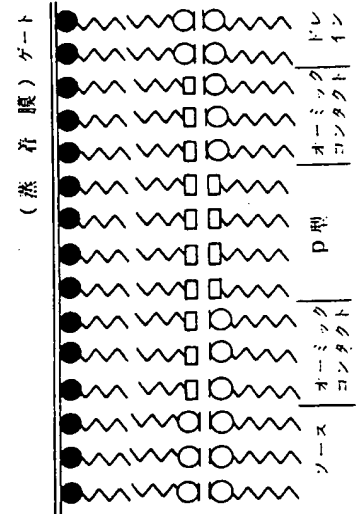 ゲート
(蒸着膜)
ドレイン
オーミック
コンタクト
P型
オーミック
コンタクト
ソース